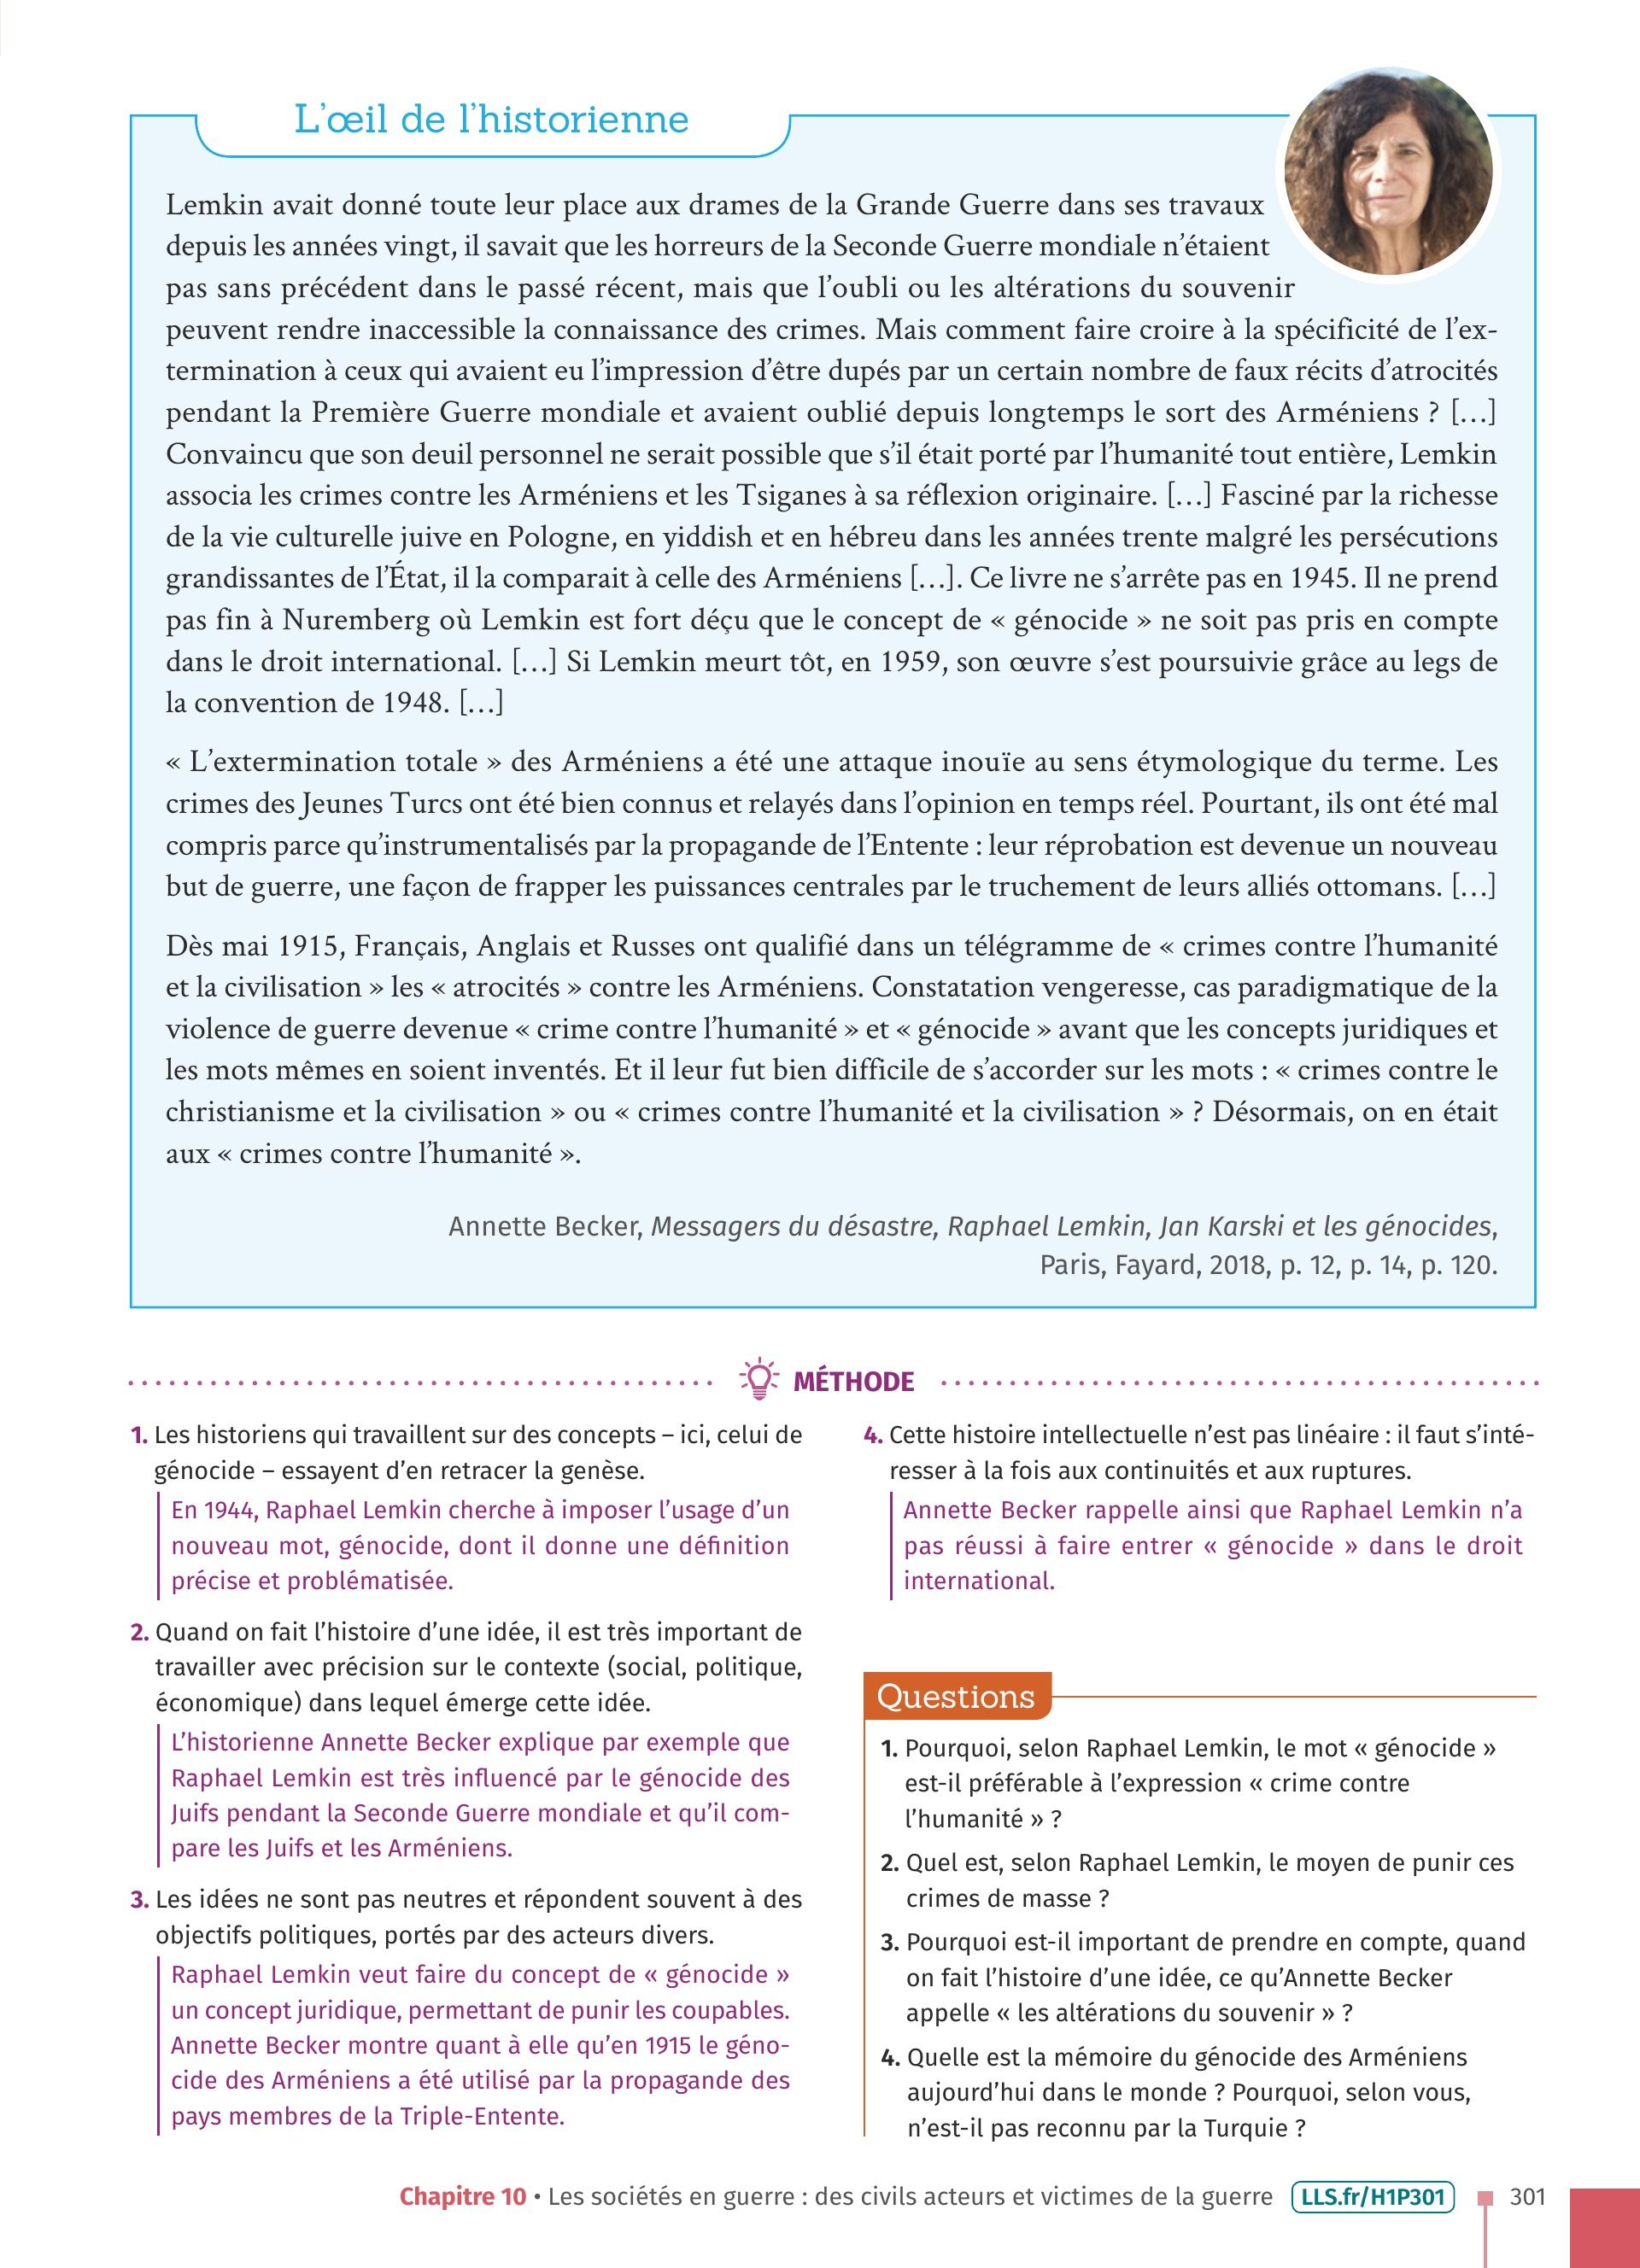 L'œil de l'historienne
Lemkin avait donné toute leur place aux drames de la Grande Guerre dans ses travaux
depuis les années vingt, il savait que les horreurs de la Seconde Guerre mondiale n'étaient
pas sans précédent dans le passé récent, mais que l'oubli ou les altérations du souvenir
peuvent rendre inaccessible la connaissance des crimes. Mais comment faire croire à la spécificité de l'ex-
termination à ceux qui avaient eu l'impression d'être dupés par un certain nombre de faux récits d'atrocités
pendant la Première Guerre mondiale et avaient oublié depuis longtemps le sort des Arméniens ? […]
Convaincu que son deuil personnel ne serait possible que s'il était porté par l'humanité tout entière, Lemkin
associa les crimes contre les Arméniens et les Tsiganes à sa réflexion originaire. […] Fasciné par la richesse
de la vie culturelle juive en Pologne, en yiddish et en hébreu dans les années trente malgré les persécutions
grandissantes de l'État, il la comparait à celle des Arméniens […]. Ce livre ne s'arrête pas en 1945. Il ne prend
pas fin à Nuremberg où Lemkin est fort déçu que le concept de « génocide » ne soit pas pris en compte
dans le droit international. […] Si Lemkin meurt tôt, en 1959, son œuvre s'est poursuivie grâce au legs de
la convention de 1948. […]
« L'extermination totale » des Arméniens a été une attaque inouïe au sens étymologique du terme. Les
crimes des Jeunes Turcs ont été bien connus et relayés dans l'opinion en temps réel. Pourtant, ils ont été mal
compris parce qu'instrumentalisés par la propagande de l'Entente : leur réprobation est devenue un nouveau
but de guerre, une façon de frapper les puissances centrales par le truchement de leurs alliés ottomans. […]
Dès mai 1915, Français, Anglais et Russes ont qualifié dans un télégramme de « crimes contre l'humanité
et la civilisation » les « atrocités » contre les Arméniens. Constatation vengeresse, cas paradigmatique de la
violence de guerre devenue « crime contre l'humanité » et « génocide » avant que les concepts juridiques et
les mots mêmes en soient inventés. Et il leur fut bien difficile de s'accorder sur les mots : « crimes contre le
christianisme et la civilisation » ou « crimes contre l'humanité et la civilisation » ? Désormais, on en était
aux « crimes contre l'humanité ».
Annette Becker, Messagers du désastre, Raphael Lemkin, Jan Karski et les génocides,
Paris, Fayard, 2018, p. 12, p. 14, p. 120.
MÉTHODE
1. Les historiens qui travaillent sur des concepts – ici, celui de
génocide – essayent d'en retracer la genèse.
En 1944, Raphael Lemkin cherche à imposer l'usage d'un
nouveau mot, génocide, dont il donne une définition
précise et problématisée.
2. Quand on fait l'histoire d'une idée, il est très important de
travailler avec précision sur le contexte (social, politique,
économique) dans lequel émerge cette idée.
L'historienne Annette Becker explique par exemple que
Raphael Lemkin est très influencé par le génocide des
Juifs pendant la Seconde Guerre mondiale et qu'il com-
pare les Juifs et les Arméniens.
3. Les idées ne sont pas neutres et répondent souvent à des
objectifs politiques, portés par des acteurs divers.
Raphael Lemkin veut faire du concept de « génocide »
un concept juridique, permettant de punir les coupables.
Annette Becker montre quant à elle qu'en 1915 le géno-
cide des Arméniens a été utilisé par la propagande des
pays membres de la Triple-Entente.
4. Cette histoire intellectuelle n'est pas linéaire : il faut s'inté-
resser à la fois aux continuités et aux ruptures.
Annette Becker rappelle ainsi que Raphael Lemkin n'a
pas réussi à faire entrer « génocide » dans le droit
international.
Questions
1. Pourquoi, selon Raphael Lemkin, le mot « génocide »
est-il préférable à l'expression « crime contre
l'humanité » ?
2. Quel est, selon Raphael Lemkin, le moyen de punir ces
crimes de masse ?
3. Pourquoi est-il important de prendre en compte, quand
on fait l'histoire d'une idée, ce qu'Annette Becker
appelle « les altérations du souvenir » ?
4. Quelle est la mémoire du génocide des Arméniens
aujourd'hui dans le monde ? Pourquoi, selon vous,
n'est-il pas reconnu par la Turquie ?
Chapitre 10 • Les sociétés en guerre : des civils acteurs et victimes de la guerre LLS.fr/H1P301 301